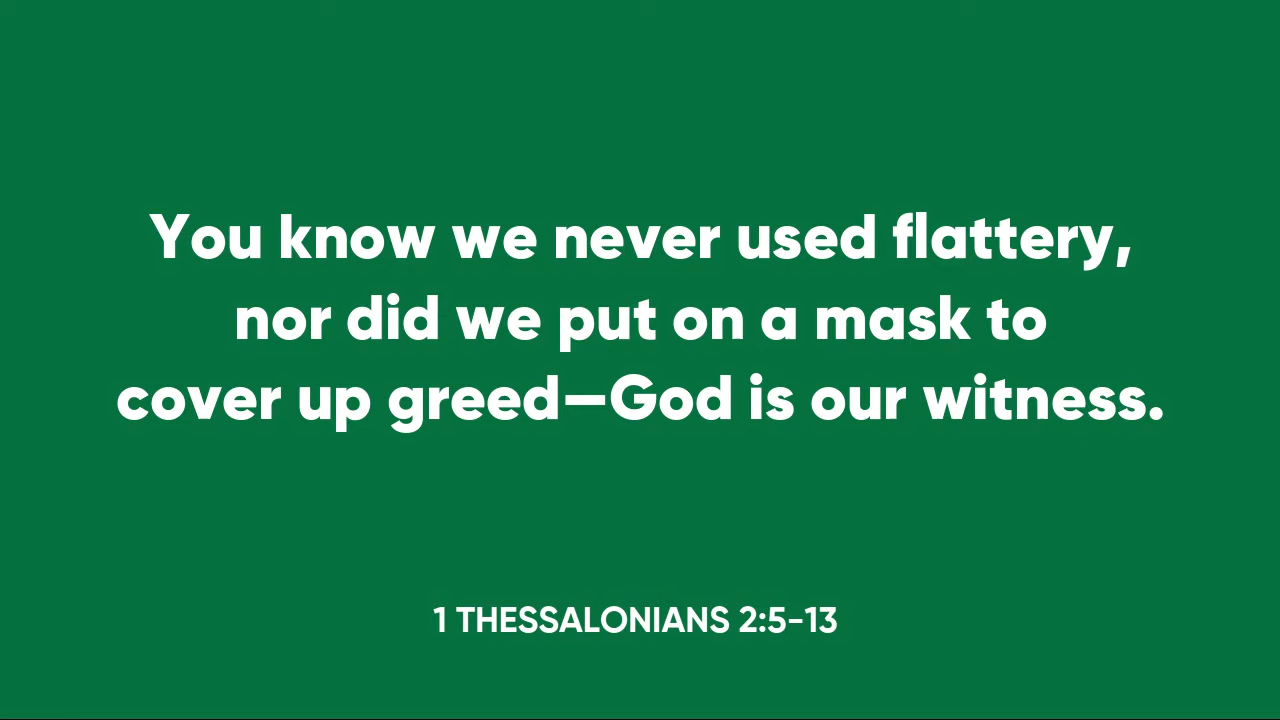 You know we never used flattery,
nor did we put on a mask to
cover up greed—God is our witness.
1 THESSALONIANS 2:5-13